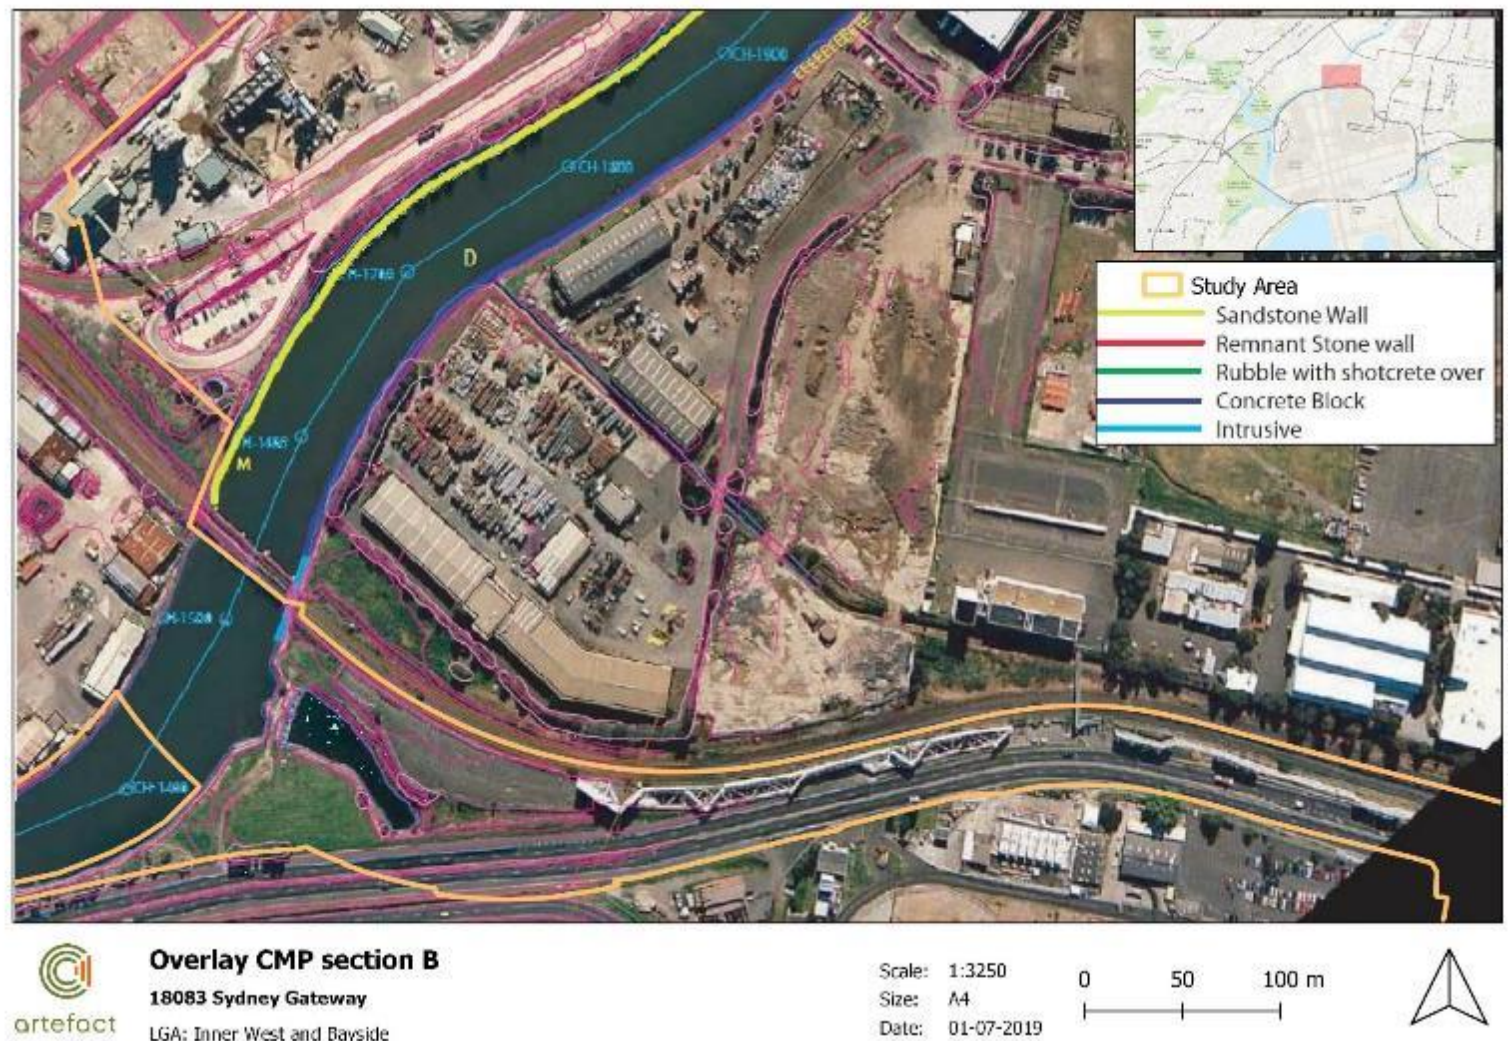 CH-1900
CH-1800
D
M
Study Area
Sandstone Wall
Remnant Stone wall
Rubble with shotcrete over
Concrete Block
Intrusive
artefact
Overlay CMP section B
18083 Sydney Gateway
LGA: Inner West and Bayside
Scale: 1:3250
Size: A4
Date: 01-07-2019
0 50 100 m